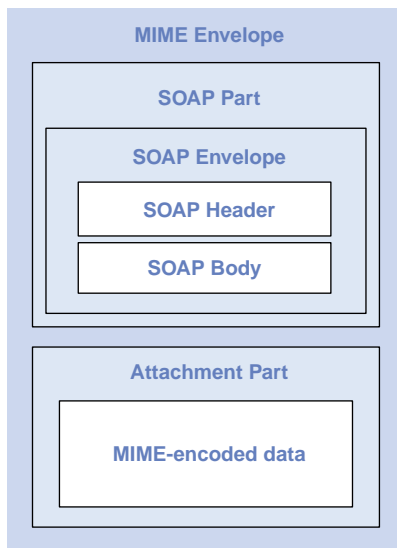 MIME Envelope
SOAP Part
SOAP Envelope
SOAP Header
SOAP Body
Attachment Part
MIME-encoded data